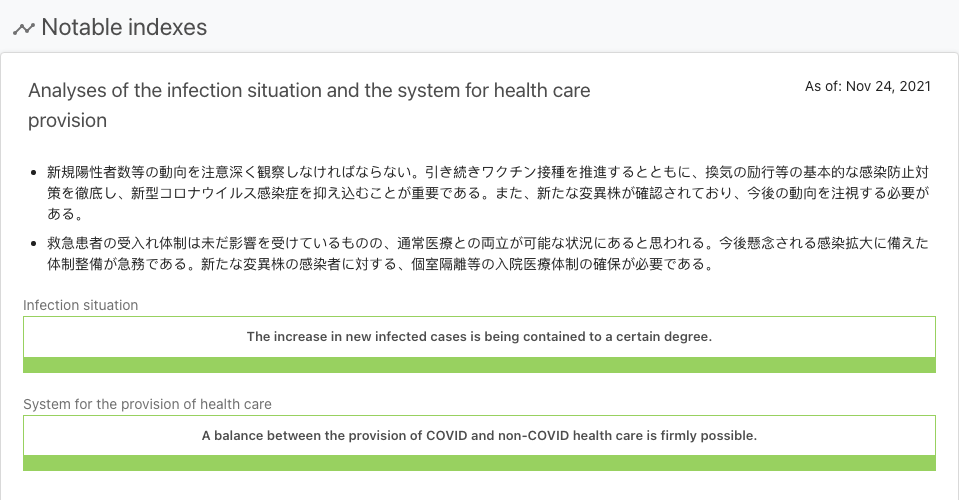 Notable indexes
Analyses of the infection situation and the system for health care
provision
As of: Nov 24, 2021
新規陽性者数等の動向を注意深く観察しなければならない。引き続きワクチン接種を推進するとともに、換気の励行等の基本的な感染防止対
策を徹底し、新型コロナウイルス感染症を抑え込むことが重要である。また、新たな変異株が確認されており、今後の動向を注視する必要が
ある。
救急患者の受入れ体制は未だ影響を受けているものの、通常医療との両立が可能な状況にあると思われる。今後懸念される感染拡大に備えた
体制整備が急務である。新たな変異株の感染者に対する、個室隔離等の入院医療体制の確保が必要である。
Infection situation
The increase in new infected cases is being contained to a certain degree.
System for the provision of health care
A balance between the provision of COVID and non-COVID health care is firmly possible.